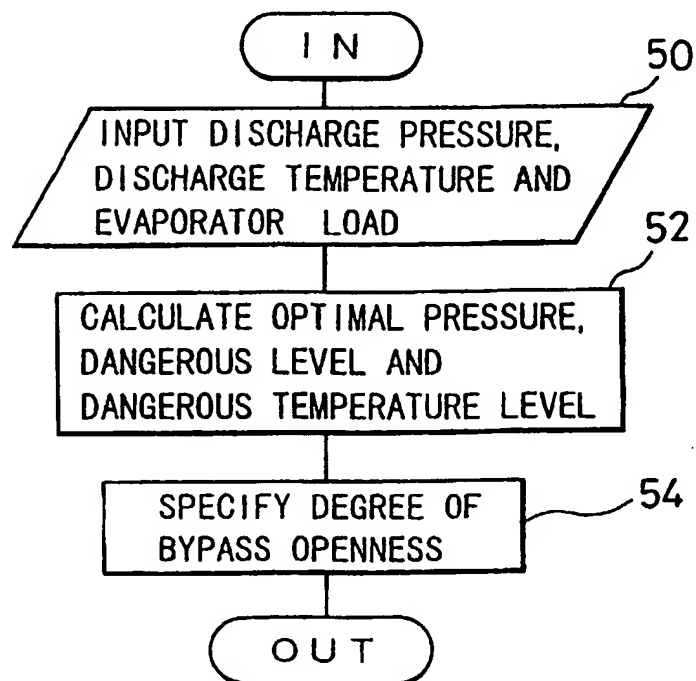 IN
50
INPUT DISCHARGE PRESSURE,
DISCHARGE TEMPERATURE AND
EVAPORATOR LOAD
52
CALCULATE OPTIMAL PRESSURE,
DANGEROUS LEVEL AND
DANGEROUS TEMPERATURE LEVEL
54
SPECIFY DEGREE OF
BYPASS OPENNESS
OUT